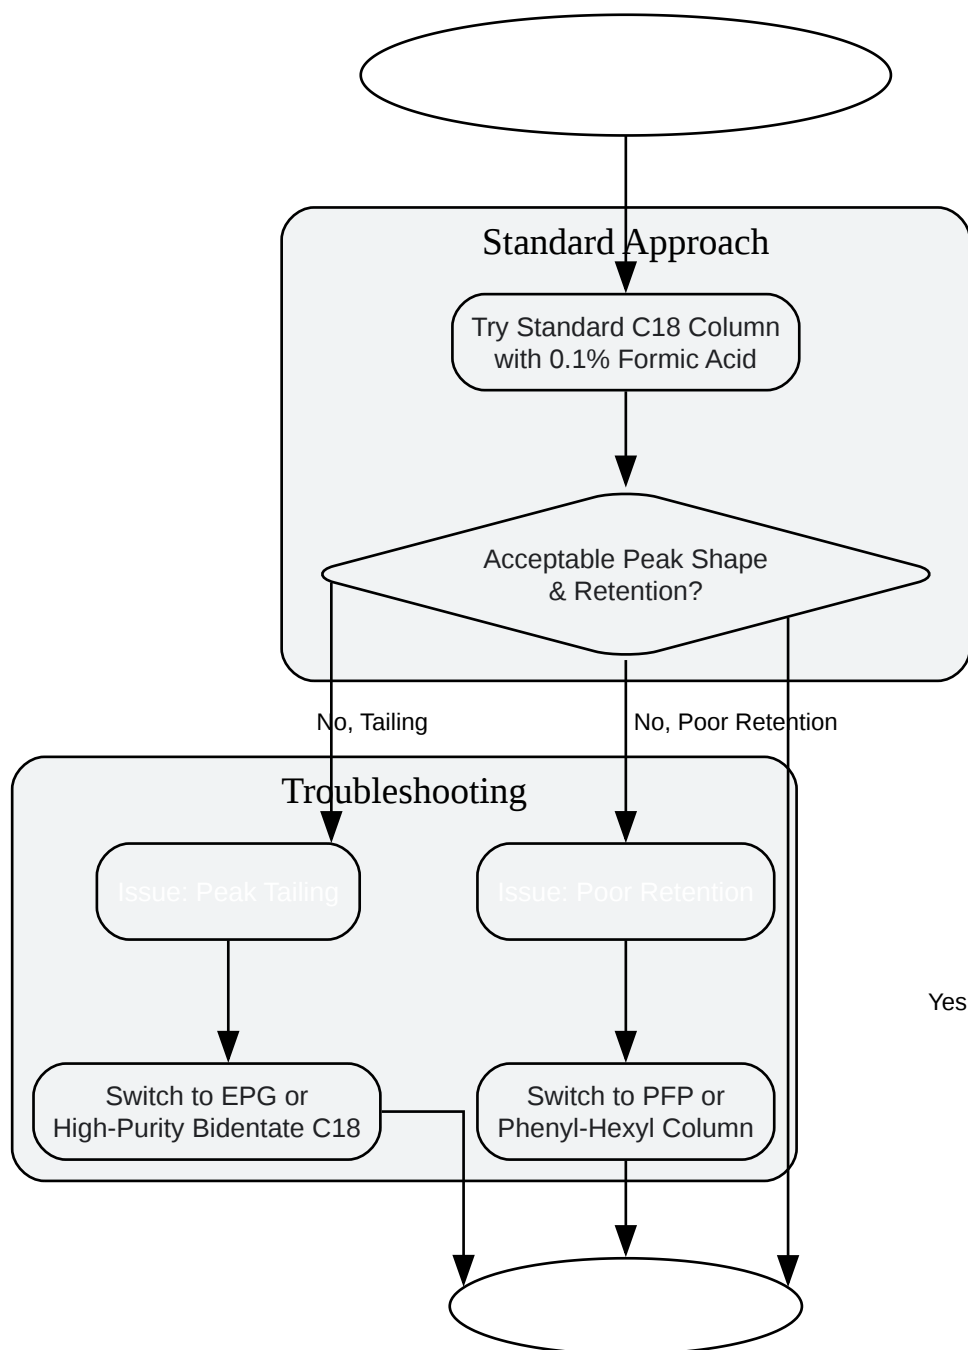 Standard Approach
Try Standard C18 Column
with 0.1% Formic Acid
Acceptable Peak Shape
& Retention?
No, Tailing
No, Poor Retention
Troubleshooting
Issue: Peak Tailing
Issue: Poor Retention
Yes
Switch to EPG or
High-Purity Bidentate C18
Switch to PFP or
Phenyl-Hexyl Column